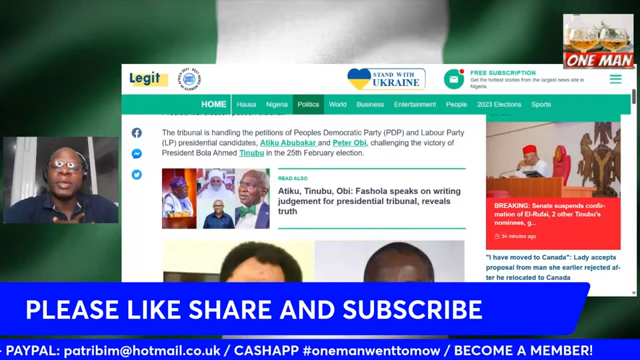 Legit
STAND WITH
UKRAINE
FREE SUBSCRIPTION
Get the hottest stories from the largest news site in
Nigeria
ONE MAN
HOME
Hausa
Nigeria
Politics
World
Business
Entertainment
People
2023 Elections
Sports
The tribunal is handling the petitions of Peoples Democratic Party (PDP) and Labour Party
(LP) presidential candidates, Atiku Abubakar and Peter Obi, challenging the victory of
President Bola Ahmed Tinubu in the 25th February election.
READ ALSO
Atiku, Tinubu, Obi: Fashola speaks on writing
judgement for presidential tribunal, reveals
truth
BREAKING: Senate suspends confir-
mation of El-Rufai, 2 other Tinubu's
nominees, g...
34 minutes ago
"I have moved to Canada": Lady accepts
proposal from man she earlier rejected af-
ter he relocated to Canada
PLEASE LIKE SHARE AND SUBSCRIBE
- PAYPAL: patribim@hotmail.co.uk / CASHAPP #onemanwenttomow / BECOME A MEMBER!